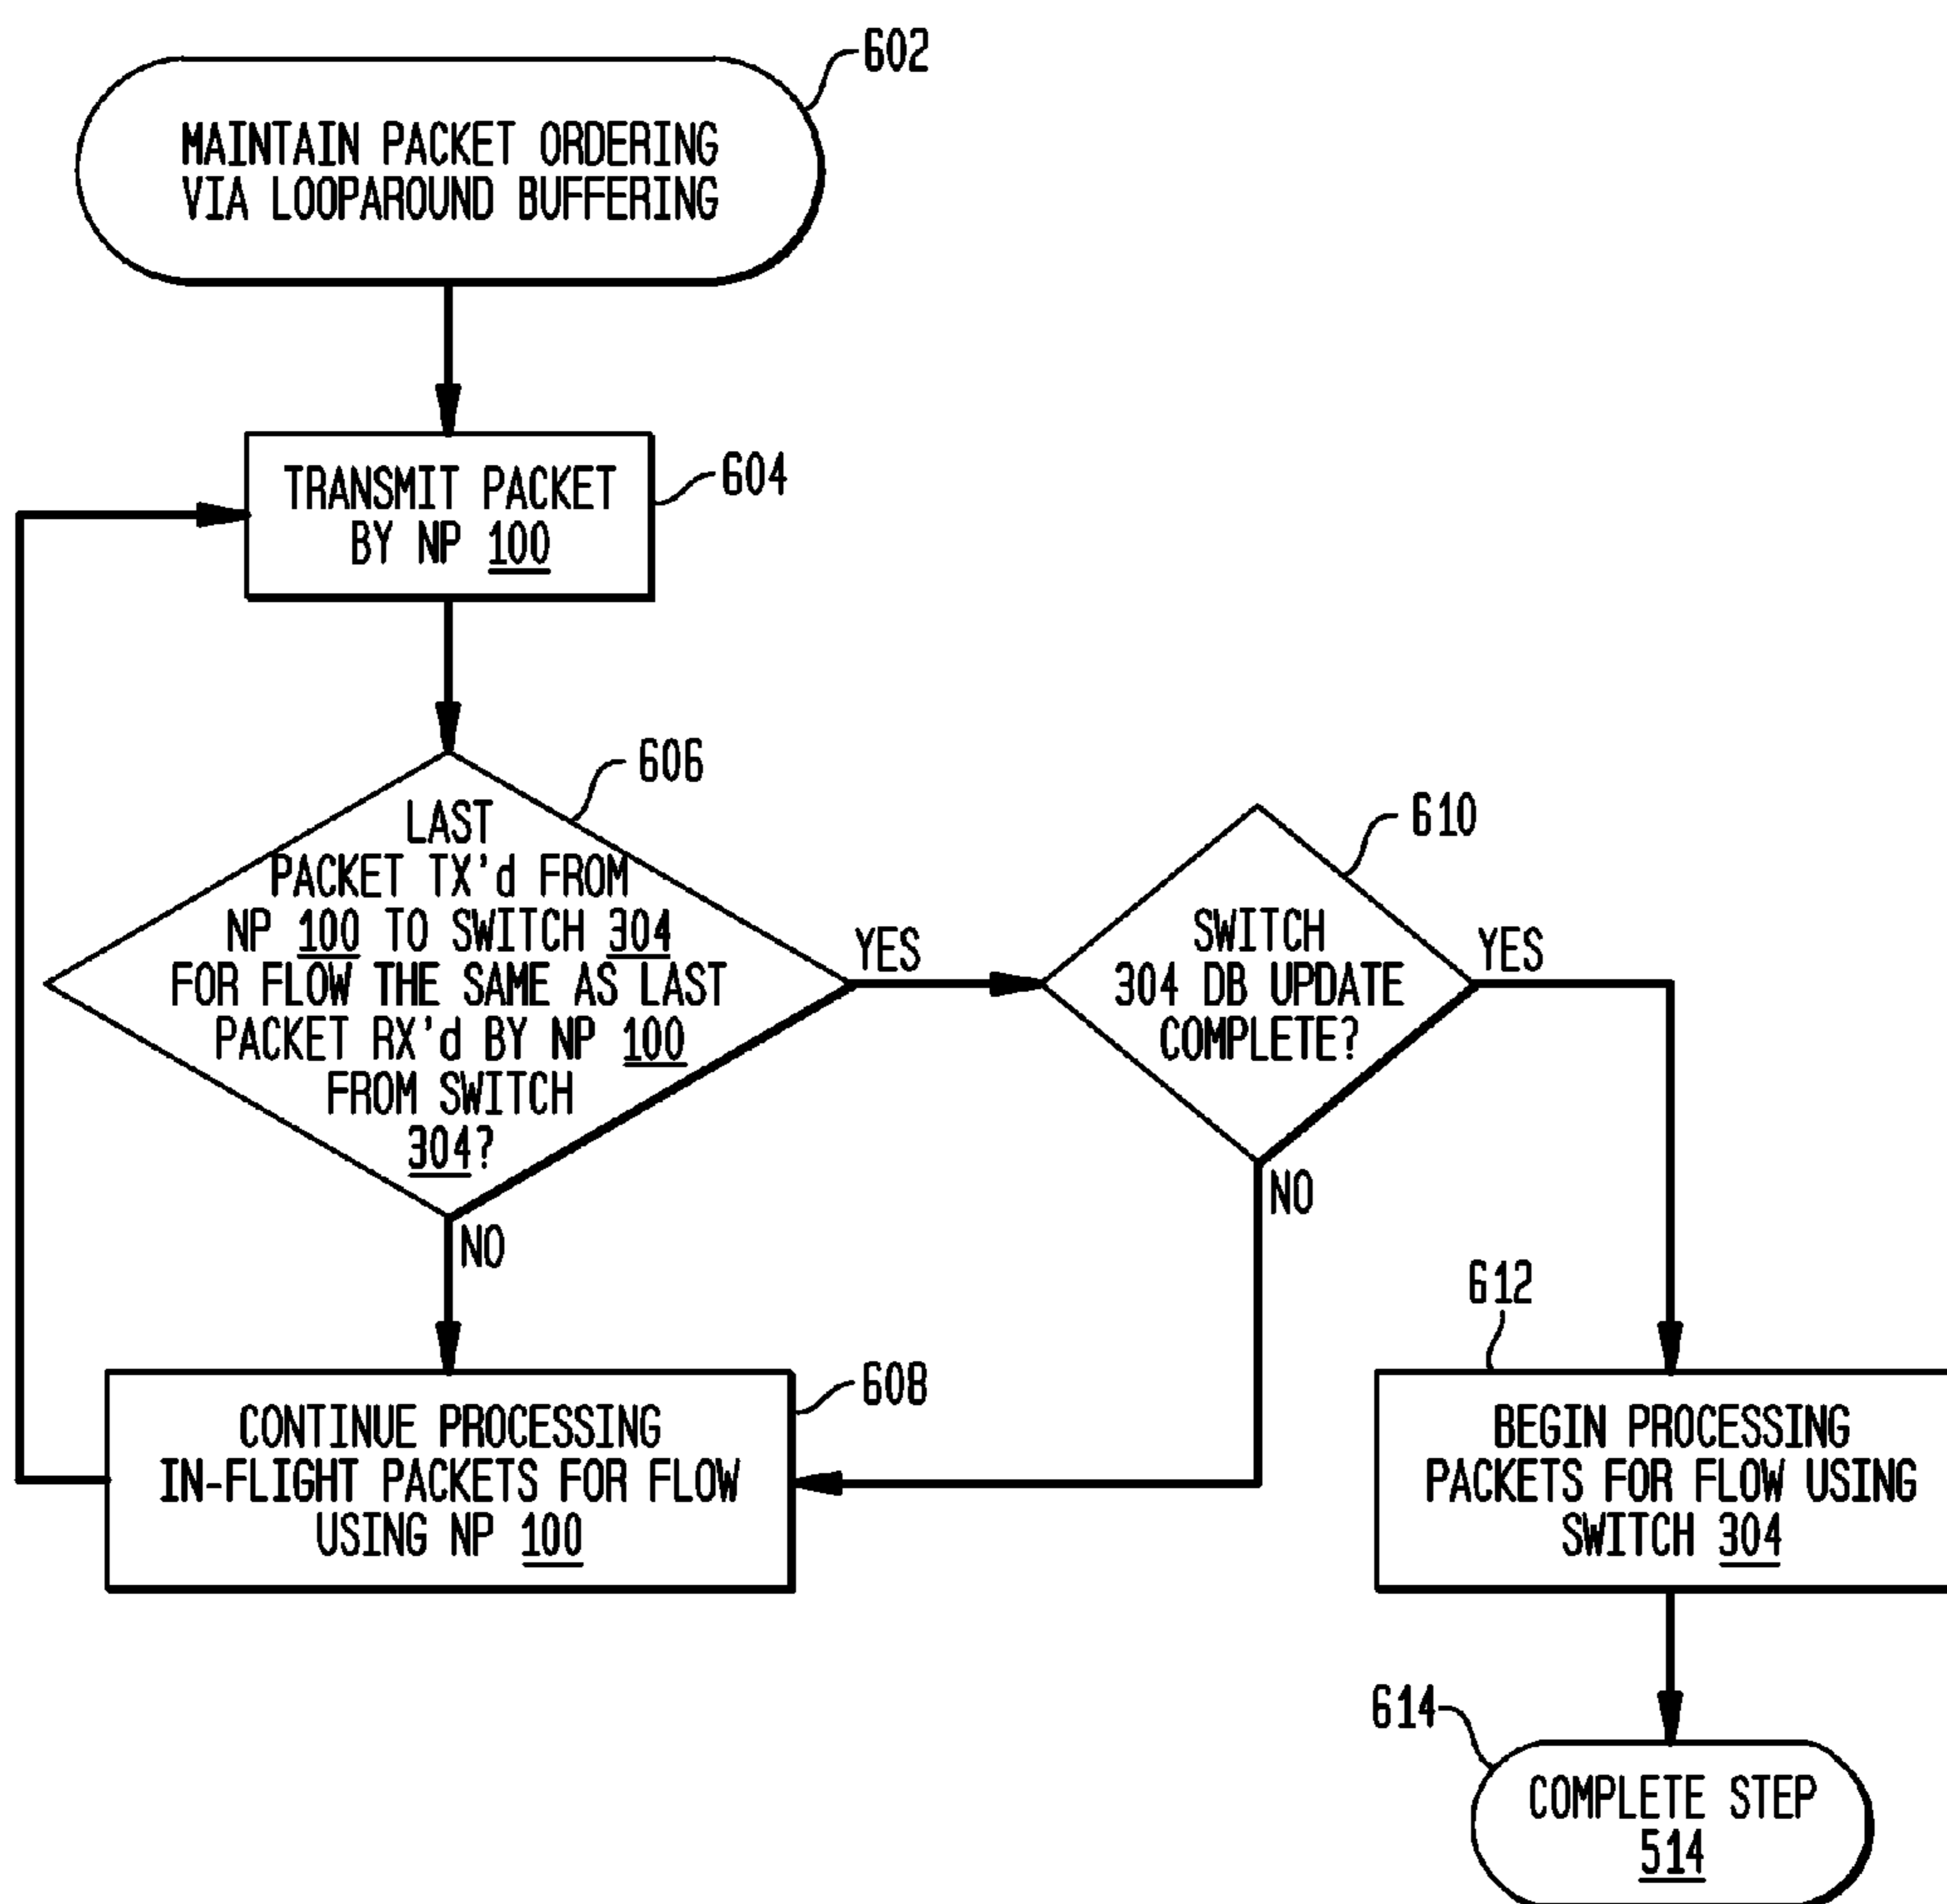 602
MAINTAIN PACKET ORDERING
VIA LOOPAROUND BUFFERING
TRANSMIT PACKET
BY NP 100
604
606
LAST
PACKET TX'd FROM
NP 100 TO SWITCH 304
FOR FLOW THE SAME AS LAST
PACKET RX'd BY NP 100
FROM SWITCH
304?
YES
NO
610
SWITCH
304 DB UPDATE
COMPLETE?
YES
NO
608
CONTINUE PROCESSING
IN-FLIGHT PACKETS FOR FLOW
USING NP 100
612
BEGIN PROCESSING
PACKETS FOR FLOW USING
SWITCH 304
614
COMPLETE STEP
514